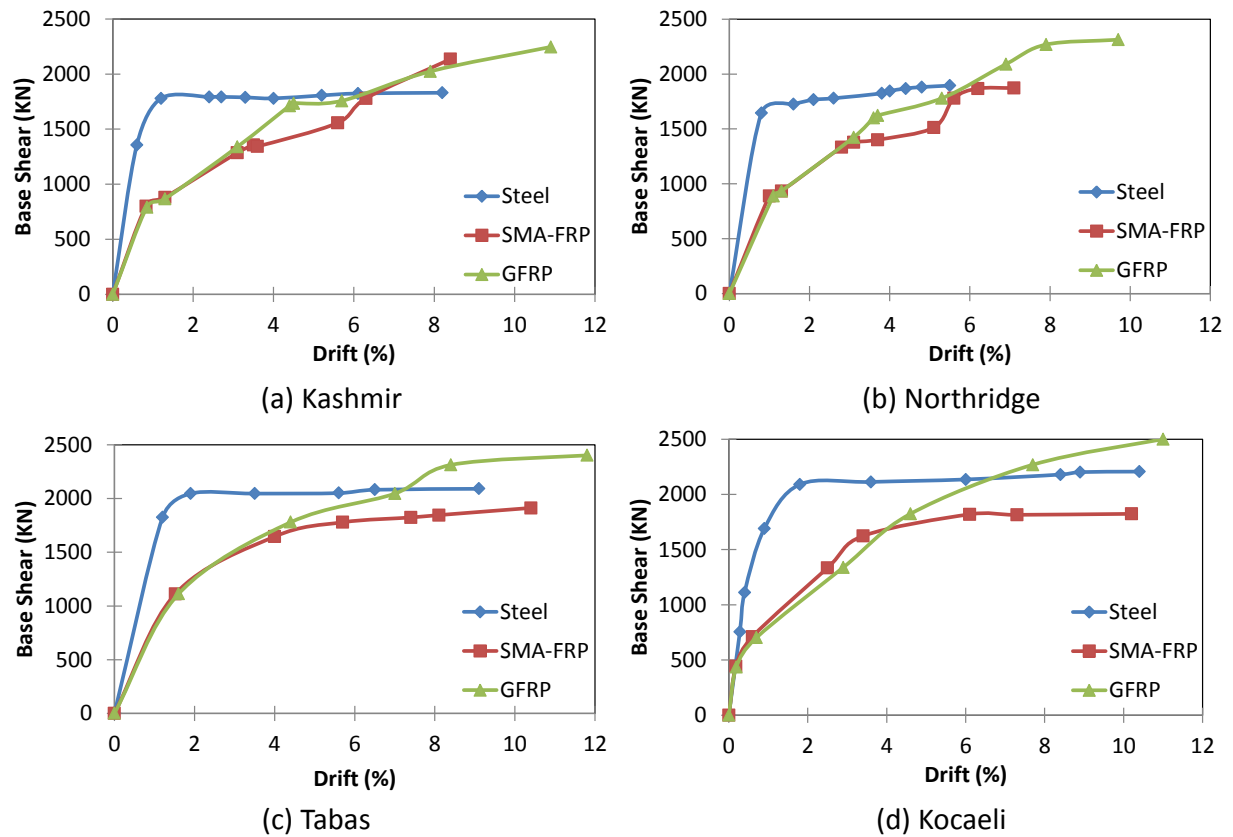 2500
2000
1500
1000
500
0
Base Shear (KN)
Steel
SMA-FRP
GFRP
0 2 4 6 8 10 12
Drift (%)
(a) Kashmir
2500
2000
1500
1000
500
0
Base Shear (KN)
Steel
SMA-FRP
GFRP
0 2 4 6 8 10 12
Drift (%)
(b) Northridge
2500
2000
1500
1000
500
0
Base Shear (KN)
Steel
SMA-FRP
GFRP
0 2 4 6 8 10 12
Drift (%)
(c) Tabas
2500
2000
1500
1000
500
0
Base Shear (KN)
Steel
SMA-FRP
GFRP
0 2 4 6 8 10 12
Drift (%)
(d) Kocaeli